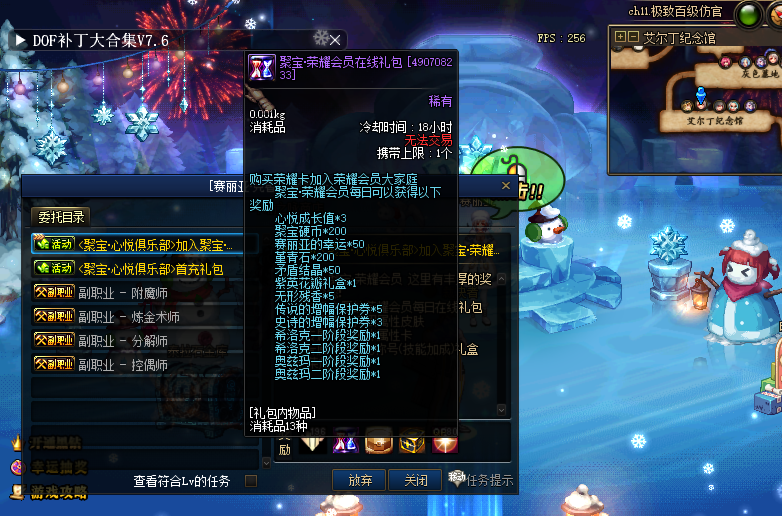 ch11.极致百级仿官
DOF补丁大合集V7.6
FPS : 256
艾尔丁纪念馆
灰色墓地
艾尔丁纪念馆
聚宝·荣耀会员在线礼包 [4907082
33]
稀有
0.001kg
消耗品
冷却时间 : 18小时
无法交易
携带上限 : 1个
购买荣耀卡加入荣耀会员大家庭
聚宝·荣耀会员每日可以获得以下
奖励
心悦成长值*3
聚宝硬币*200
赛丽亚的幸运*50
堇青石*200
矛盾结晶*50
紫英花瓣礼盒*1
无形残香*5
传说的增幅保护券*5
史诗的增幅保护券*3
希洛克一阶段奖励*1
希洛克二阶段奖励*1
奥兹玛一阶段奖励*1
奥兹玛二阶段奖励*1
[礼包内物品]
消耗品13种
[赛丽亚
委托目录
活动 <聚宝·心悦俱乐部>加入聚宝·...
活动 <聚宝·心悦俱乐部>首充礼包
副职业 副职业 – 附魔师
副职业 副职业 – 炼金术师
副职业 副职业 – 分解师
副职业 副职业 – 控偶师
心悦俱乐部>加入聚宝·荣耀...
会员 这里有丰厚的奖
会员每日在线礼包
(技能加成)礼盒
奖励
查看符合Lv的任务
放弃
关闭
任务提示
开通黑钻
幸运抽奖
游戏攻略